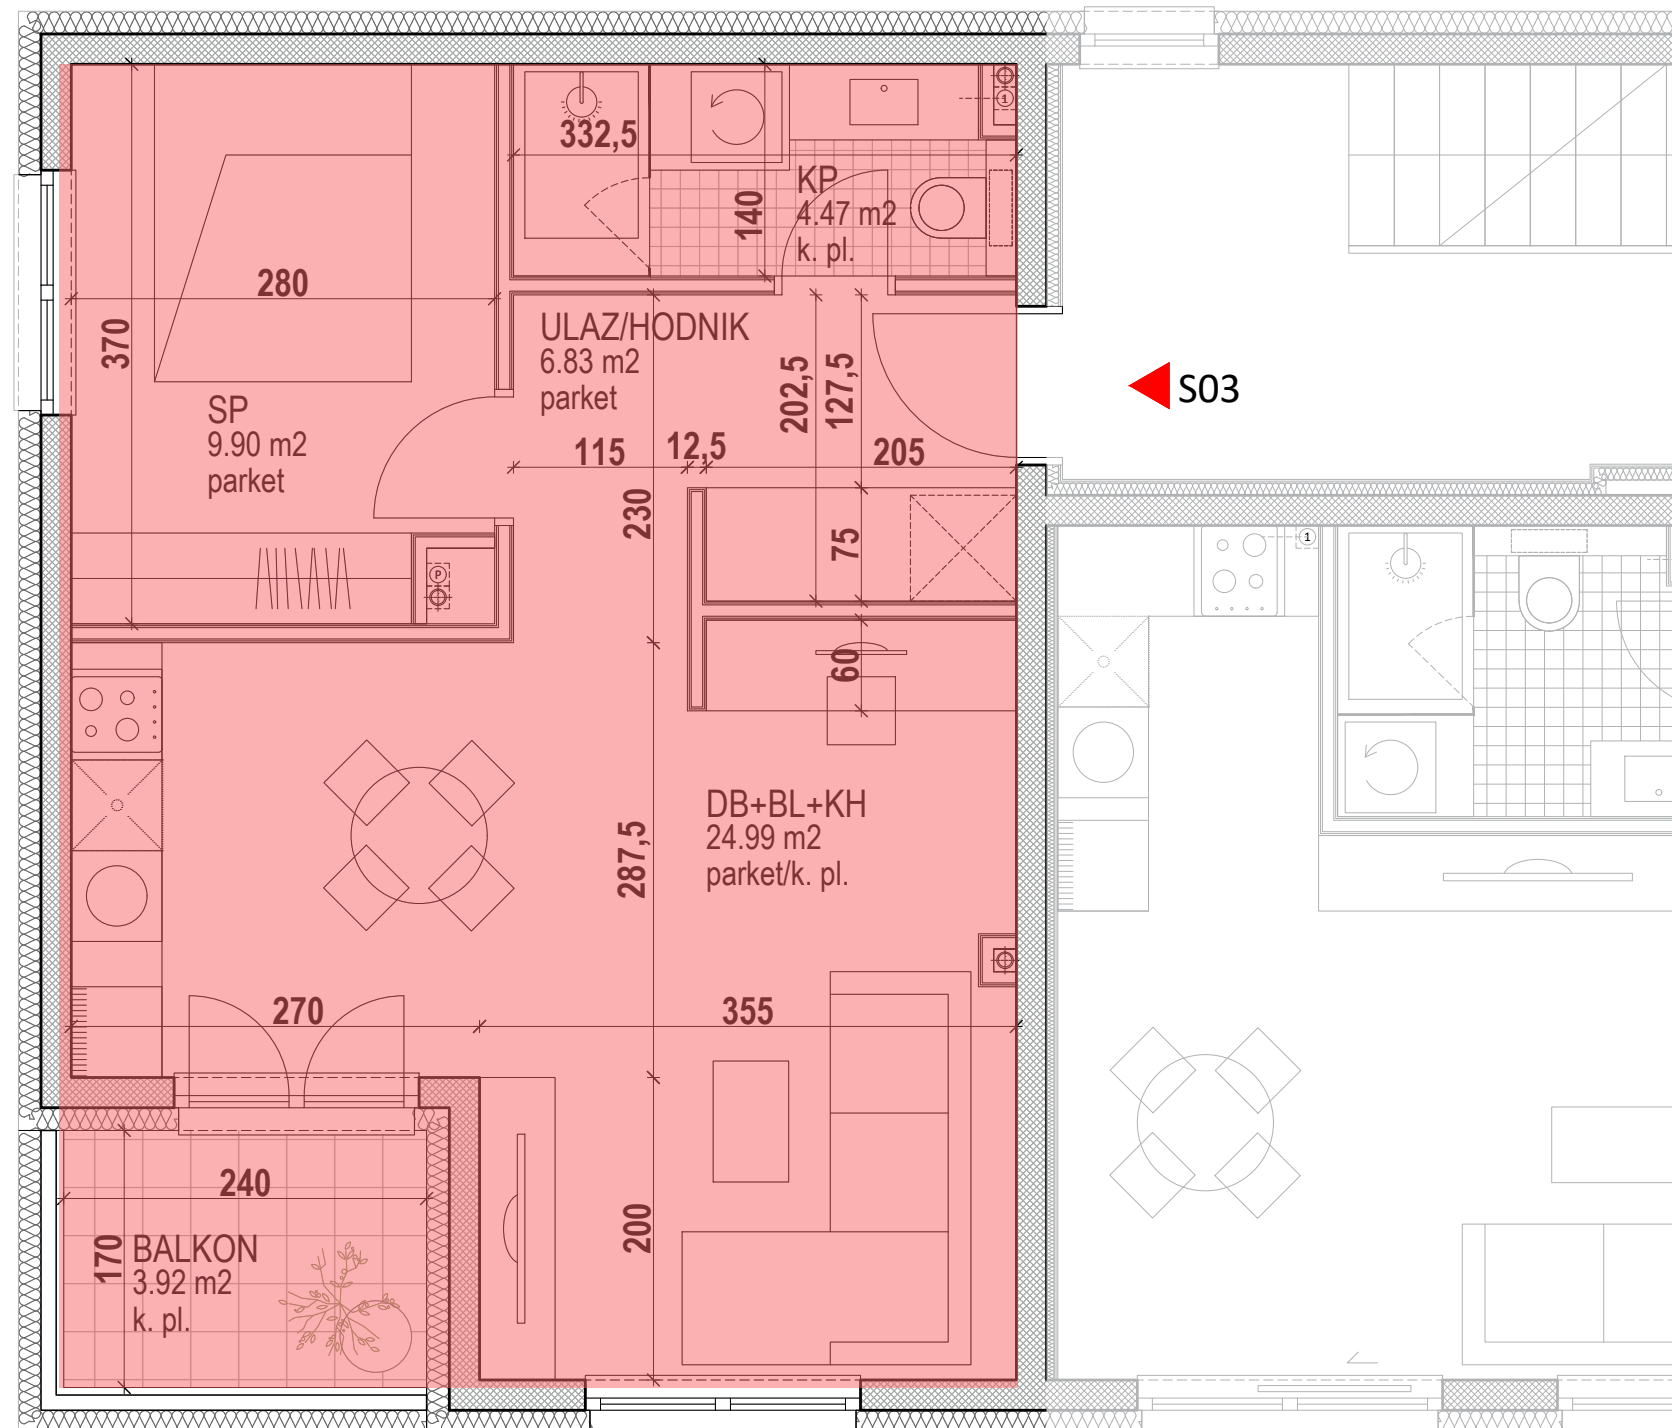 332,5
KP
4.47 m2
k. pl.
140
1
280
370
ULAZ/HODNIK
6.83 m2
parket
202,5
127,5
S03
SP
9.90 m2
parket
115
12,5
205
230
75
1
P
60
DB+BL+KH
24.99 m2
parket/k. pl.
287,5
270
355
240
200
170
BALKON
3.92 m2
k. pl.